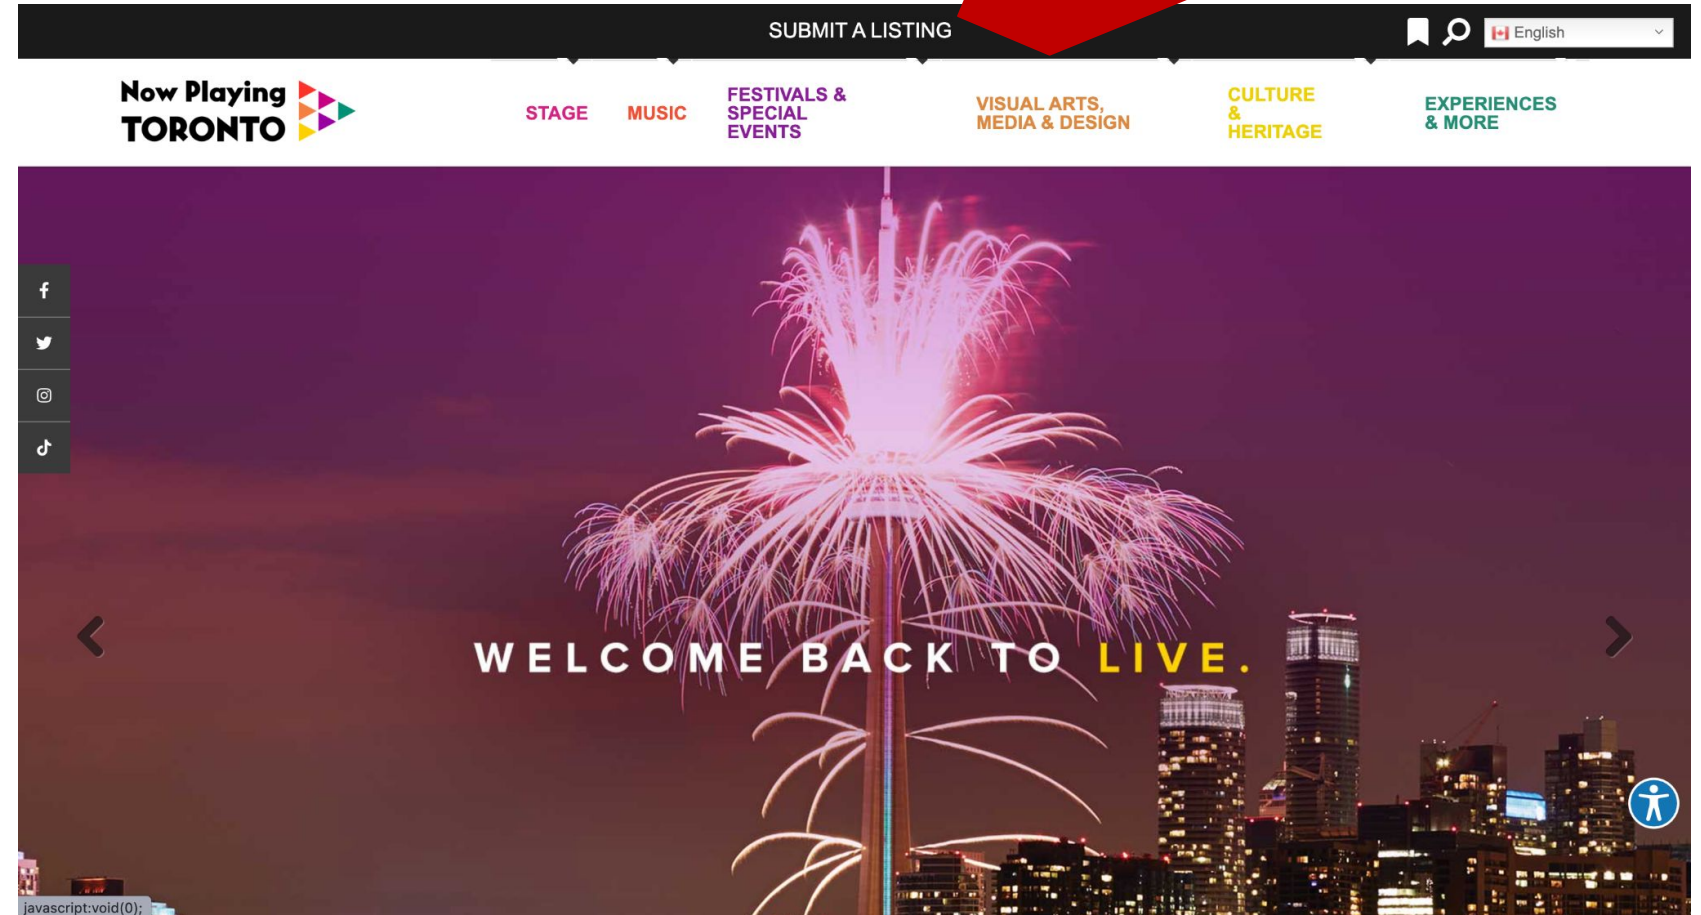 SUBMIT A LISTING
English
Now Playing
TORONTO
STAGE
MUSIC
FESTIVALS &
SPECIAL
EVENTS
VISUAL ARTS,
MEDIA & DESIGN
CULTURE
&
HERITAGE
EXPERIENCES
& MORE
WELCOME BACK TO LIVE.
javascript:void(0);